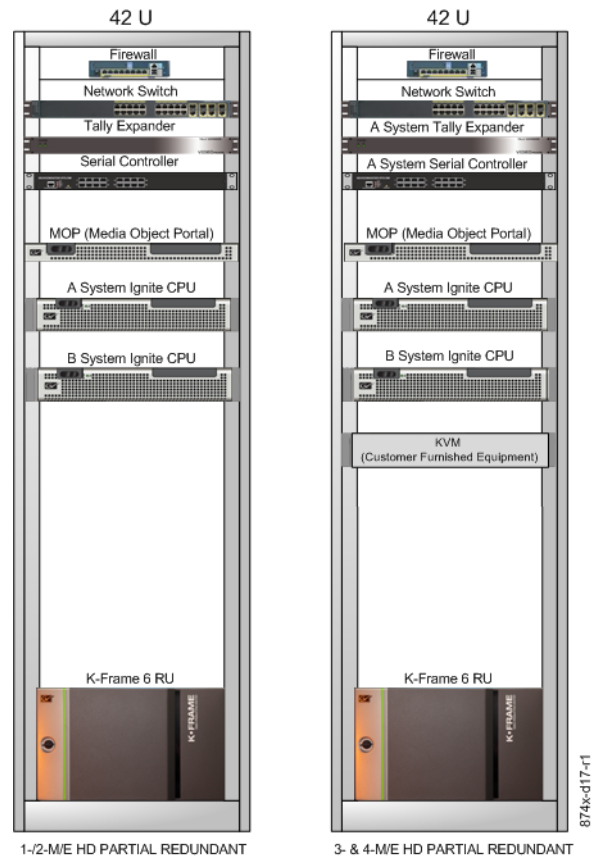 42 U
Firewall
Network Switch
Tally Expander
Serial Controller
MOP (Media Object Portal)
A System Ignite CPU
B System Ignite CPU
K-Frame 6 RU
K•FRAME
1-/2-M/E HD PARTIAL REDUNDANT
42 U
Firewall
Network Switch
A System Tally Expander
A System Serial Controller
MOP (Media Object Portal)
A System Ignite CPU
B System Ignite CPU
KVM
(Customer Furnished Equipment)
K-Frame 6 RU
K•FRAME
3- & 4-M/E HD PARTIAL REDUNDANT
874x-d17-r1